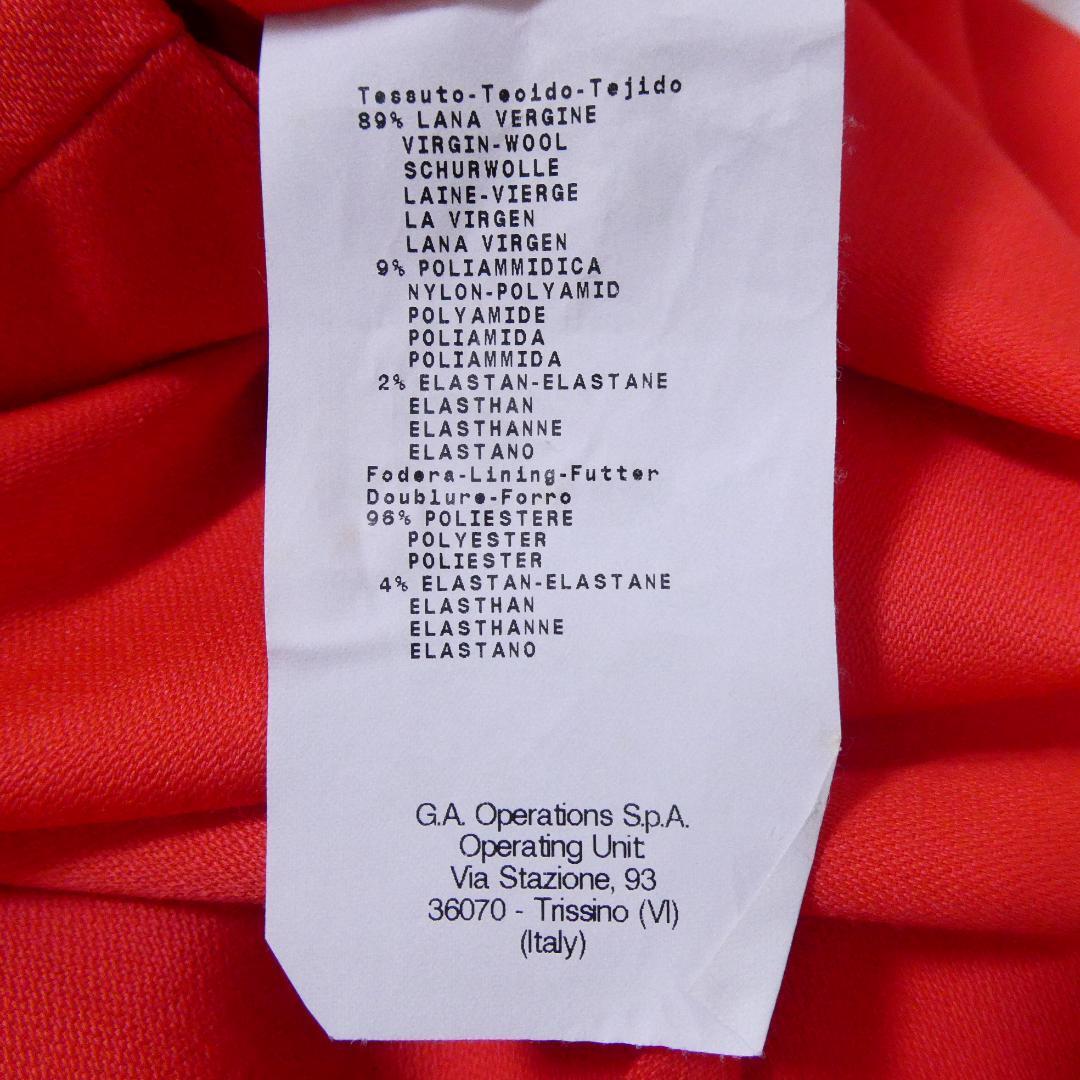 Tessuto-Tecido-Tejido
89% LANA VERGINE
VIRGIN-WOOL
SCHURWOLLE
LAINE-VIERGE
LA VIRGEN
LANA VIRGEN
9% POLIAMMIDICA
NYLON-POLYAMID
POLYAMIDE
POLIAMIDA
POLIAMMIDA
2% ELASTAN-ELASTANE
ELASTHAN
ELASTHANNE
ELASTANO
Fodera-Lining-Futter
Doublure-Forro
96% POLIESTERE
POLYESTER
POLIESTER
4% ELASTAN-ELASTANE
ELASTHAN
ELASTHANNE
ELASTANO
G.A. Operations S.p.A.
Operating Unit
Via Stazione, 93
36070 - Trissino (VI)
(Italy)